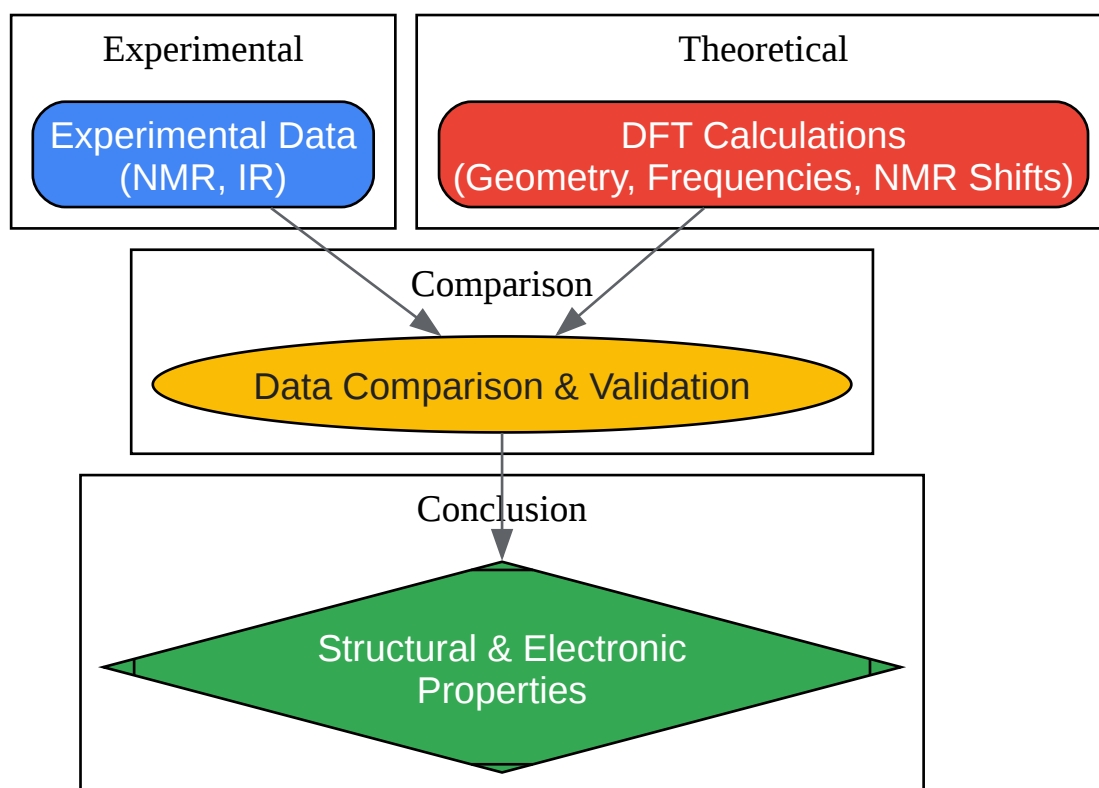 Experimental
Theoretical
Experimental Data
(NMR, IR)
DFT Calculations
(Geometry, Frequencies, NMR Shifts)
Comparison
Data Comparison & Validation
Conclusion
Structural & Electronic
Properties